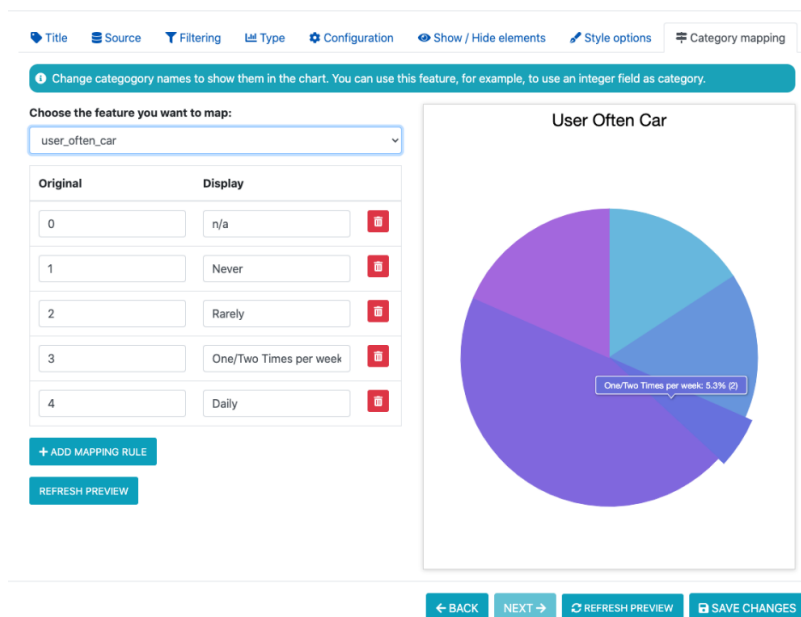 Title Source Filtering Type Configuration Show / Hide elements Style options Category mapping
Change categogory names to show them in the chart. You can use this feature, for example, to use an integer field as category.
Choose the feature you want to map:
user_often_car
Original Display
0 n/a
1 Never
2 Rarely
3 One/Two Times per week
4 Daily
+ ADD MAPPING RULE
REFRESH PREVIEW
User Often Car
One/Two Times per week: 5.3% (2)
← BACK NEXT → REFRESH PREVIEW SAVE CHANGES